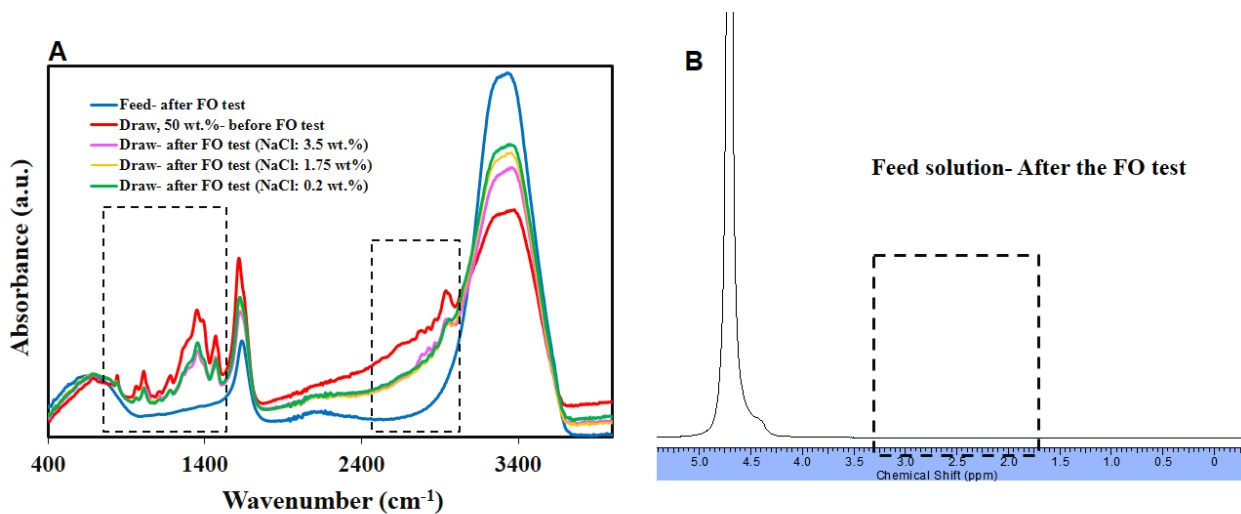 A
Feed- after FO test
Draw, 50 wt.%- before FO test
Draw- after FO test (NaCl: 3.5 wt.%)
Draw- after FO test (NaCl: 1.75 wt%)
Draw- after FO test (NaCl: 0.2 wt.%)
Absorbance (a.u.)
400 1400 2400 3400
Wavenumber (cm⁻¹)
B
Feed solution- After the FO test
5.0 4.5 4.0 3.5 3.0 2.5 2.0 1.5 1.0 0.5 0
Chemical Shift (ppm)